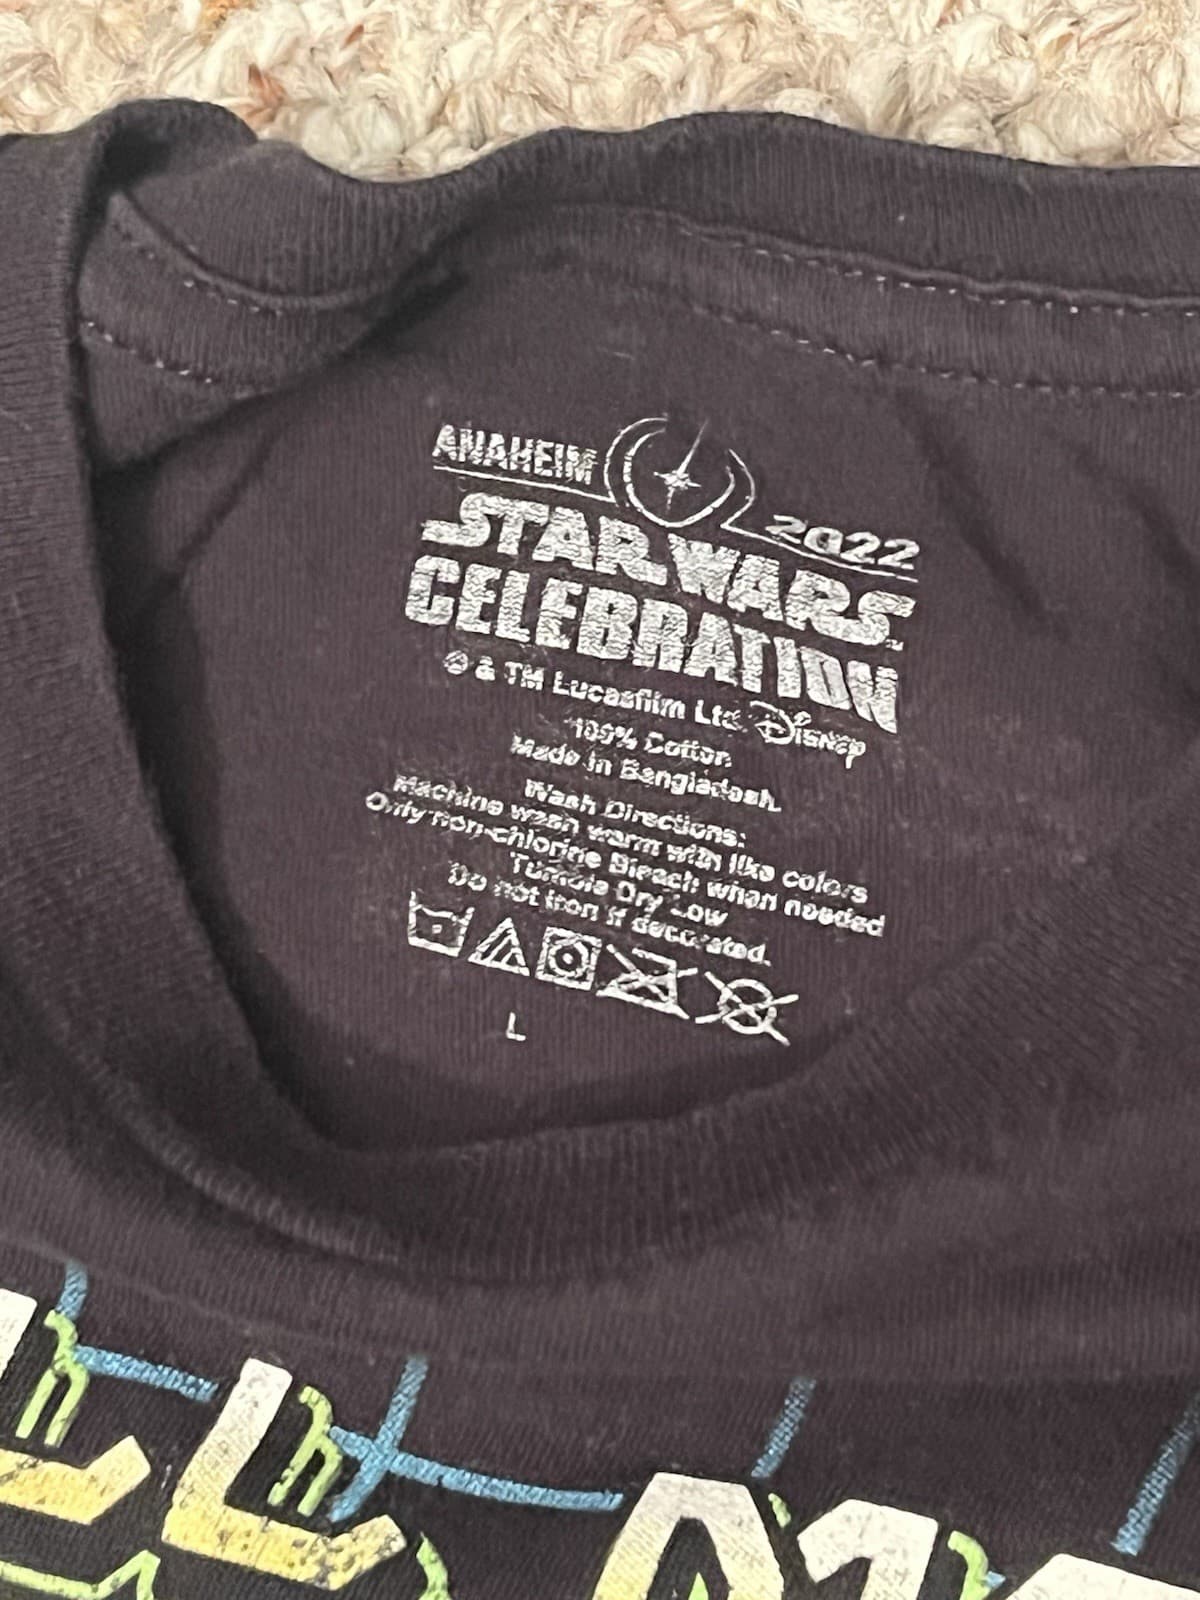 ANAHEIM 2022
STAR WARS™
CELEBRATION
© & TM Lucasfilm Ltd. Disney
100% Cotton
Made in Bangladesh.
Wash Directions:
Machine wash warm with like colors
Only non-chlorine Bleach when needed
Tumble Dry Low
Do not iron if decorated.
L